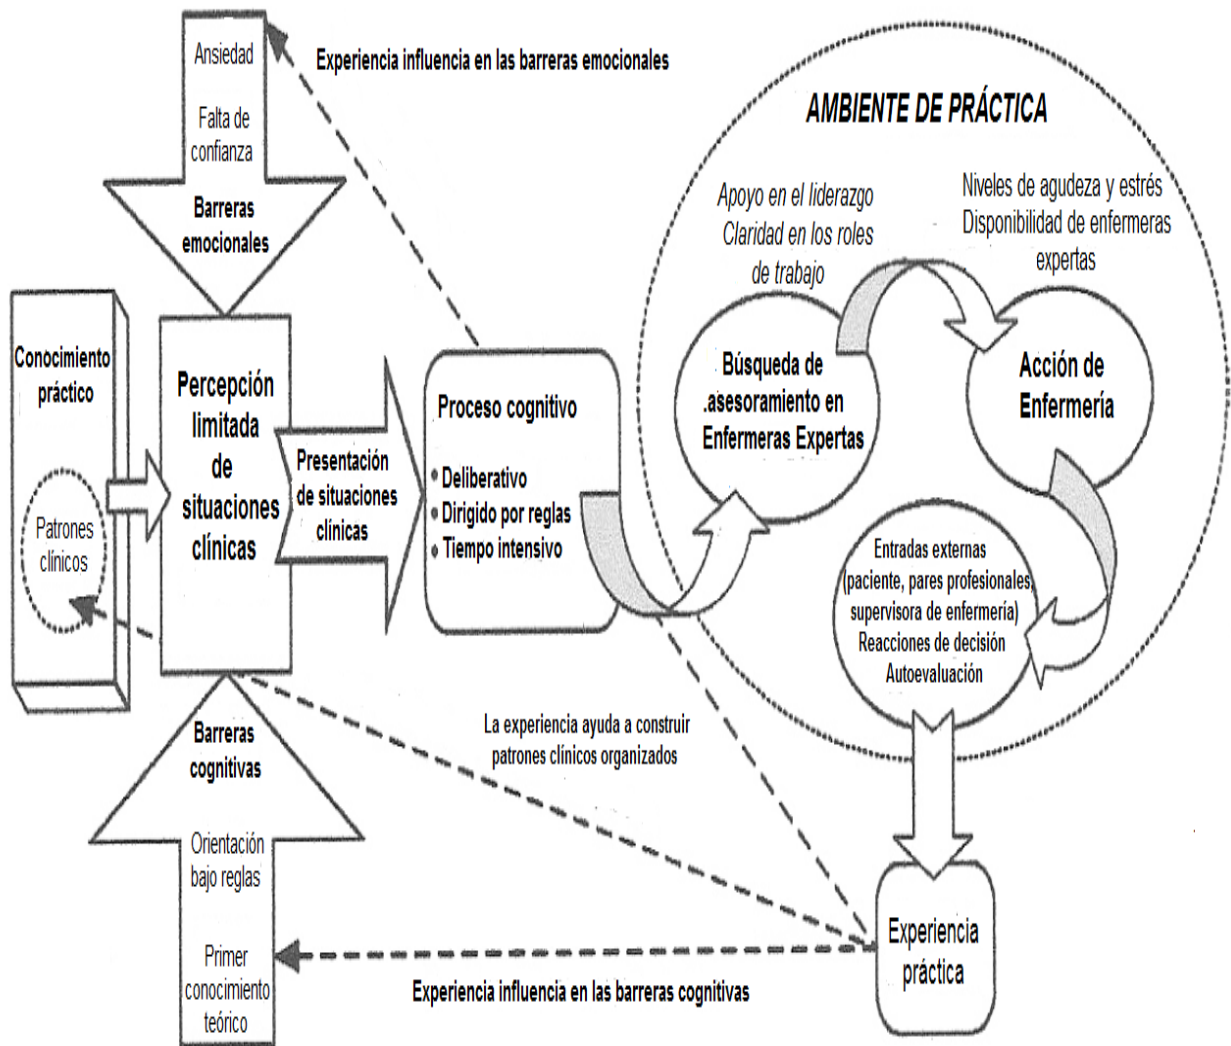 Ansiedad
Falta de
confianza
Barreras
emocionales
Experiencia influencia en las barreras emocionales
AMBIENTE DE PRÁCTICA
Apoyo en el liderazgo
Claridad en los roles
de trabajo
Niveles de agudeza y estrés
Disponibilidad de enfermeras
expertas
Conocimiento
práctico
Patrones
clínicos
Percepción
limitada
de
situaciones
clínicas
Presentación
de situaciones
clínicas
Proceso cognitivo
• Deliberativo
• Dirigido por reglas
• Tiempo intensivo
Búsqueda de
.asesoramiento en
Enfermeras Expertas
Acción de
Enfermería
Entradas externas
(paciente, pares profesionales,
supervisora de enfermería)
Reacciones de decisión
Autoevaluación
La experiencia ayuda a construir
patrones clínicos organizados
Barreras
cognitivas
Orientación
bajo reglas
Primer
conocimiento
teórico
Experiencia influencia en las barreras cognitivas
Experiencia
práctica